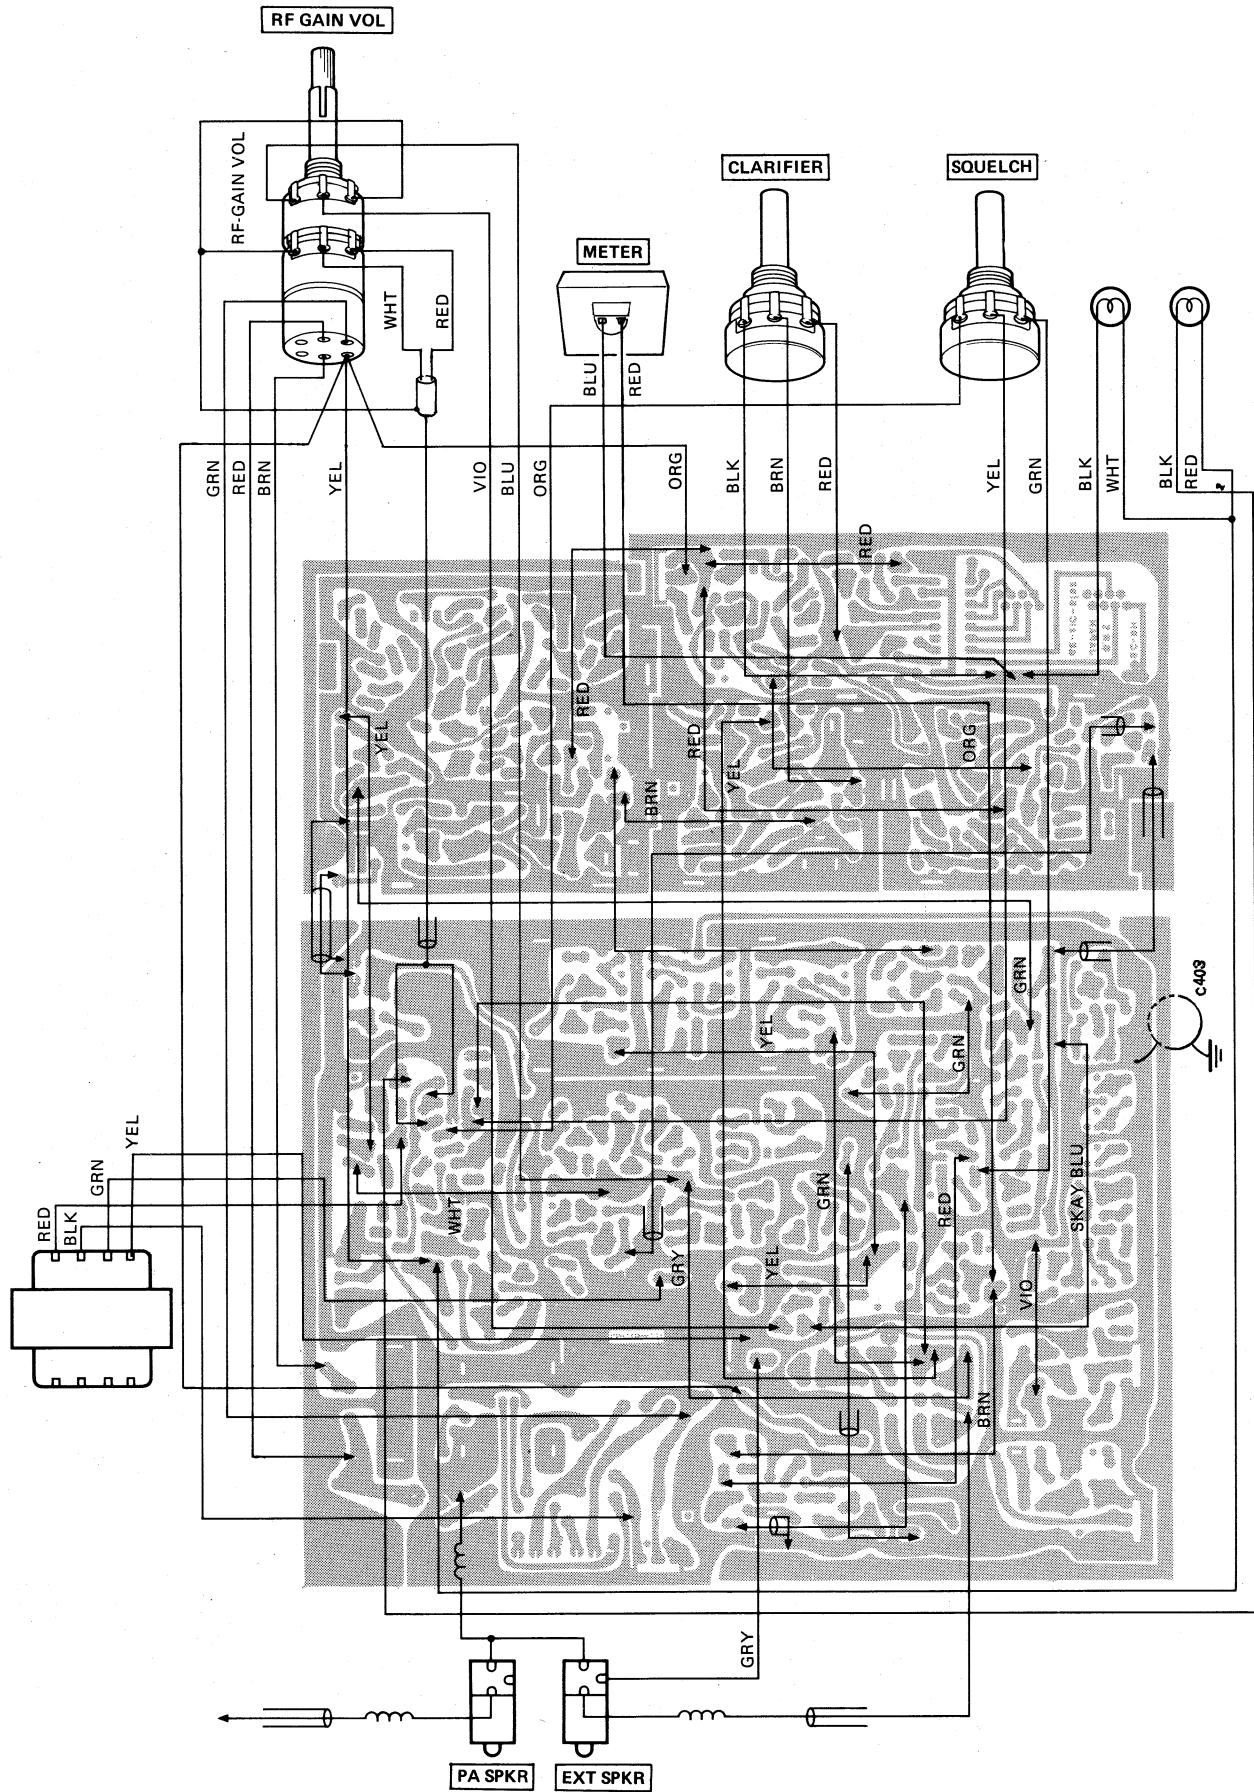 RF GAIN VOL
RF-GAIN VOL
CLARIFIER
SQUELCH
METER
WHT
RED
BLU
RED
GRN
RED
BRN
YEL
VIO
BLU
ORG
ORG
BLK
BRN
RED
YEL
GRN
BLK
WHT
BLK
RED
RED
RED
YEL
RED
YEL
ORG
BRN
GRN
C403
YEL
GRN
YEL
GRN
RED
BLK
WHT
GRN
RED
SKAY BLU
GRY
YEL
VIO
BRN
GRY
PA SPKR
EXT SPKR